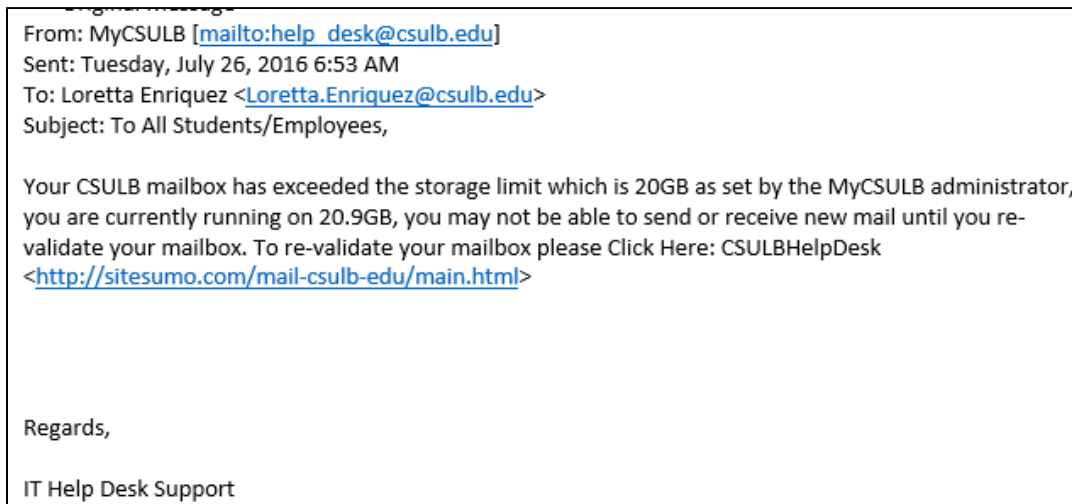 From: MyCSULB [mailto:help_desk@csulb.edu]
Sent: Tuesday, July 26, 2016 6:53 AM
To: Loretta Enriquez <Loretta.Enriquez@csulb.edu>
Subject: To All Students/Employees,
Your CSULB mailbox has exceeded the storage limit which is 20GB as set by the MyCSULB administrator,
you are currently running on 20.9GB, you may not be able to send or receive new mail until you re-
validate your mailbox. To re-validate your mailbox please Click Here: CSULBHelpDesk
<http://sitesumo.com/mail-csulb-edu/main.html>
Regards,
IT Help Desk Support